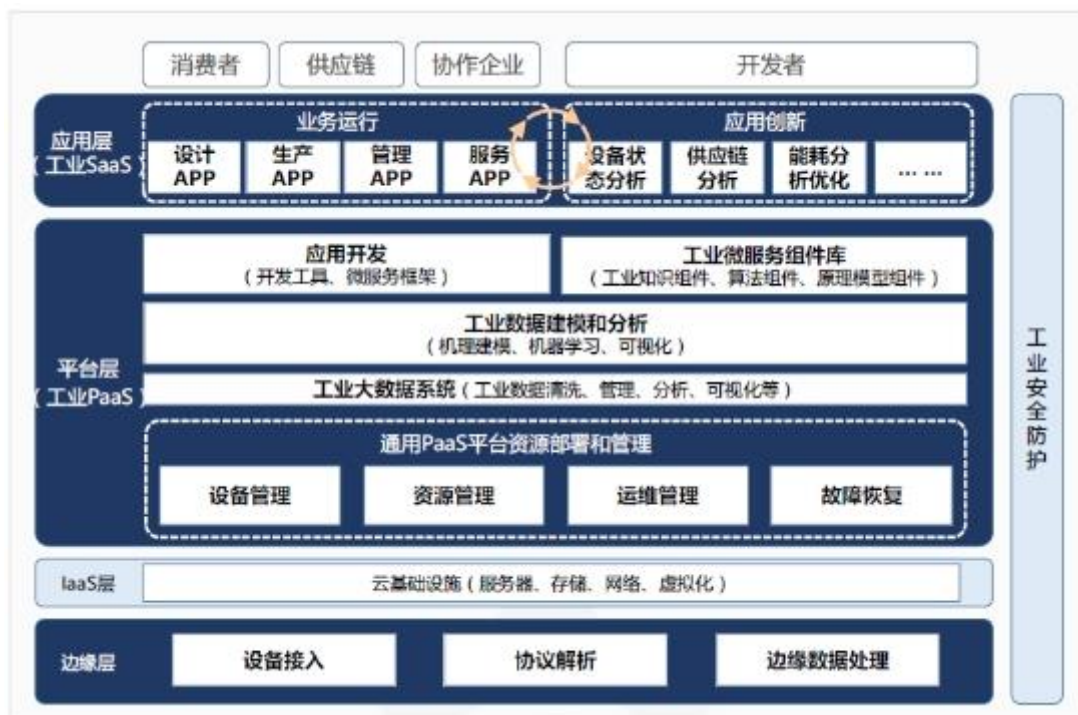 消费者
供应链
协作企业
开发者
应用层
（工业SaaS）
业务运行
设计
APP
生产
APP
管理
APP
服务
APP
应用创新
设备状
态分析
供应链
分析
能耗分
析优化
... ...
平台层
（工业PaaS）
应用开发
（开发工具、微服务框架）
工业微服务组件库
（工业知识组件、算法组件、原理模型组件）
工业数据建模和分析
（机理建模、机器学习、可视化）
工业大数据系统（工业数据清洗、管理、分析、可视化等）
通用PaaS平台资源部署和管理
设备管理
资源管理
运维管理
故障恢复
IaaS层
云基础设施（服务器、存储、网络、虚拟化）
边缘层
设备接入
协议解析
边缘数据处理
工业安全防护